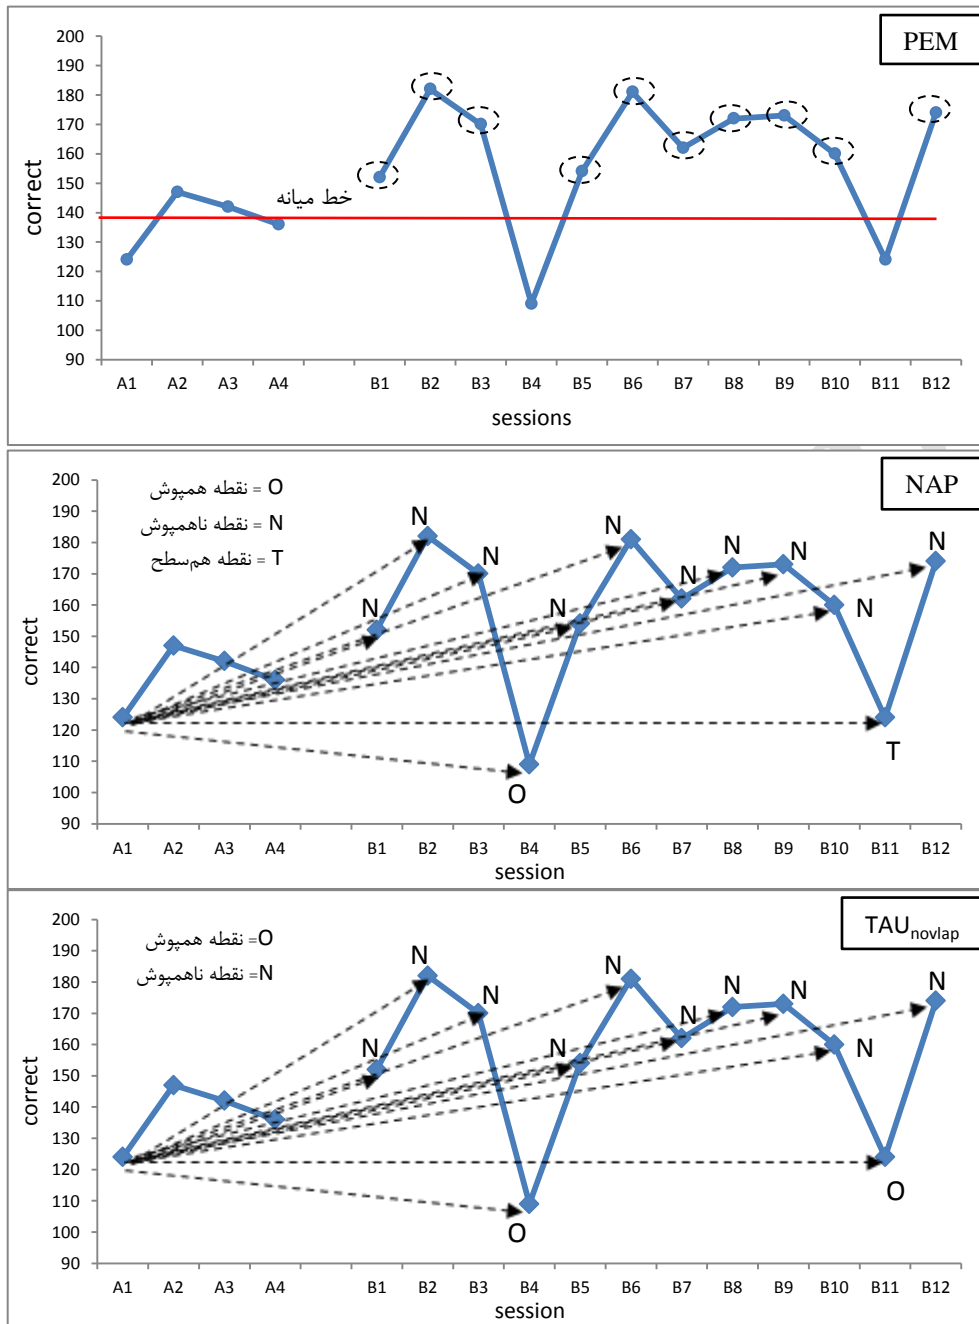 PEM
200
190
180
170
160
150
140
130
120
110
100
90
correct
خط میانه
A1 A2 A3 A4 B1 B2 B3 B4 B5 B6 B7 B8 B9 B10 B11 B12
sessions
NAP
O = نقطه همپوش
N = نقطه ناهمپوش
T = نقطه هم‌سطح
200
190
180
170
160
150
140
130
120
110
100
90
correct
N N N O N N N N N N T
A1 A2 A3 A4 B1 B2 B3 B4 B5 B6 B7 B8 B9 B10 B11 B12
session
TAUnovlap
O= نقطه همپوش
N= نقطه ناهمپوش
200
190
180
170
160
150
140
130
120
110
100
90
correct
N N N O N N N N N N O N
A1 A2 A3 A4 B1 B2 B3 B4 B5 B6 B7 B8 B9 B10 B11 B12
session